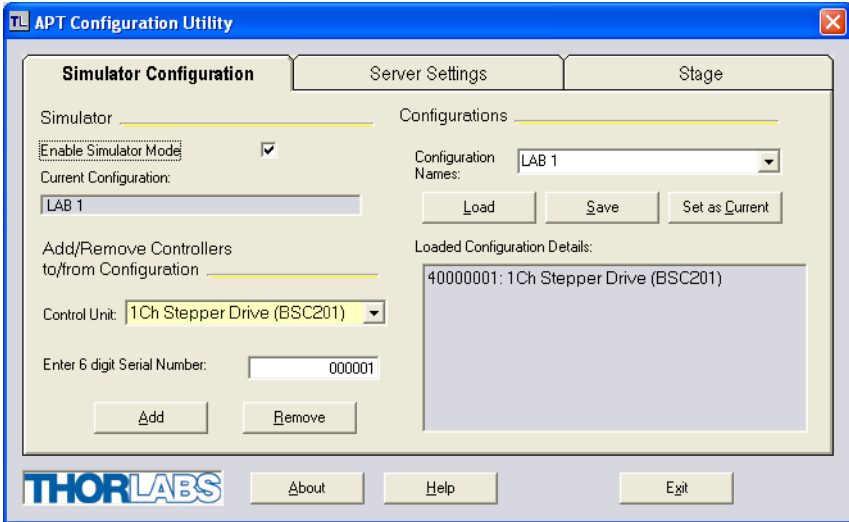 TL APT Configuration Utility
Simulator Configuration
Server Settings
Stage
Simulator
Enable Simulator Mode
Current Configuration:
LAB 1
Add/Remove Controllers
to/from Configuration
Control Unit: 1Ch Stepper Drive (BSC201)
Enter 6 digit Serial Number: 000001
Add
Remove
Configurations
Configuration
Names:
LAB 1
Load
Save
Set as Current
Loaded Configuration Details:
40000001: 1Ch Stepper Drive (BSC201)
THORLABS
About
Help
Exit